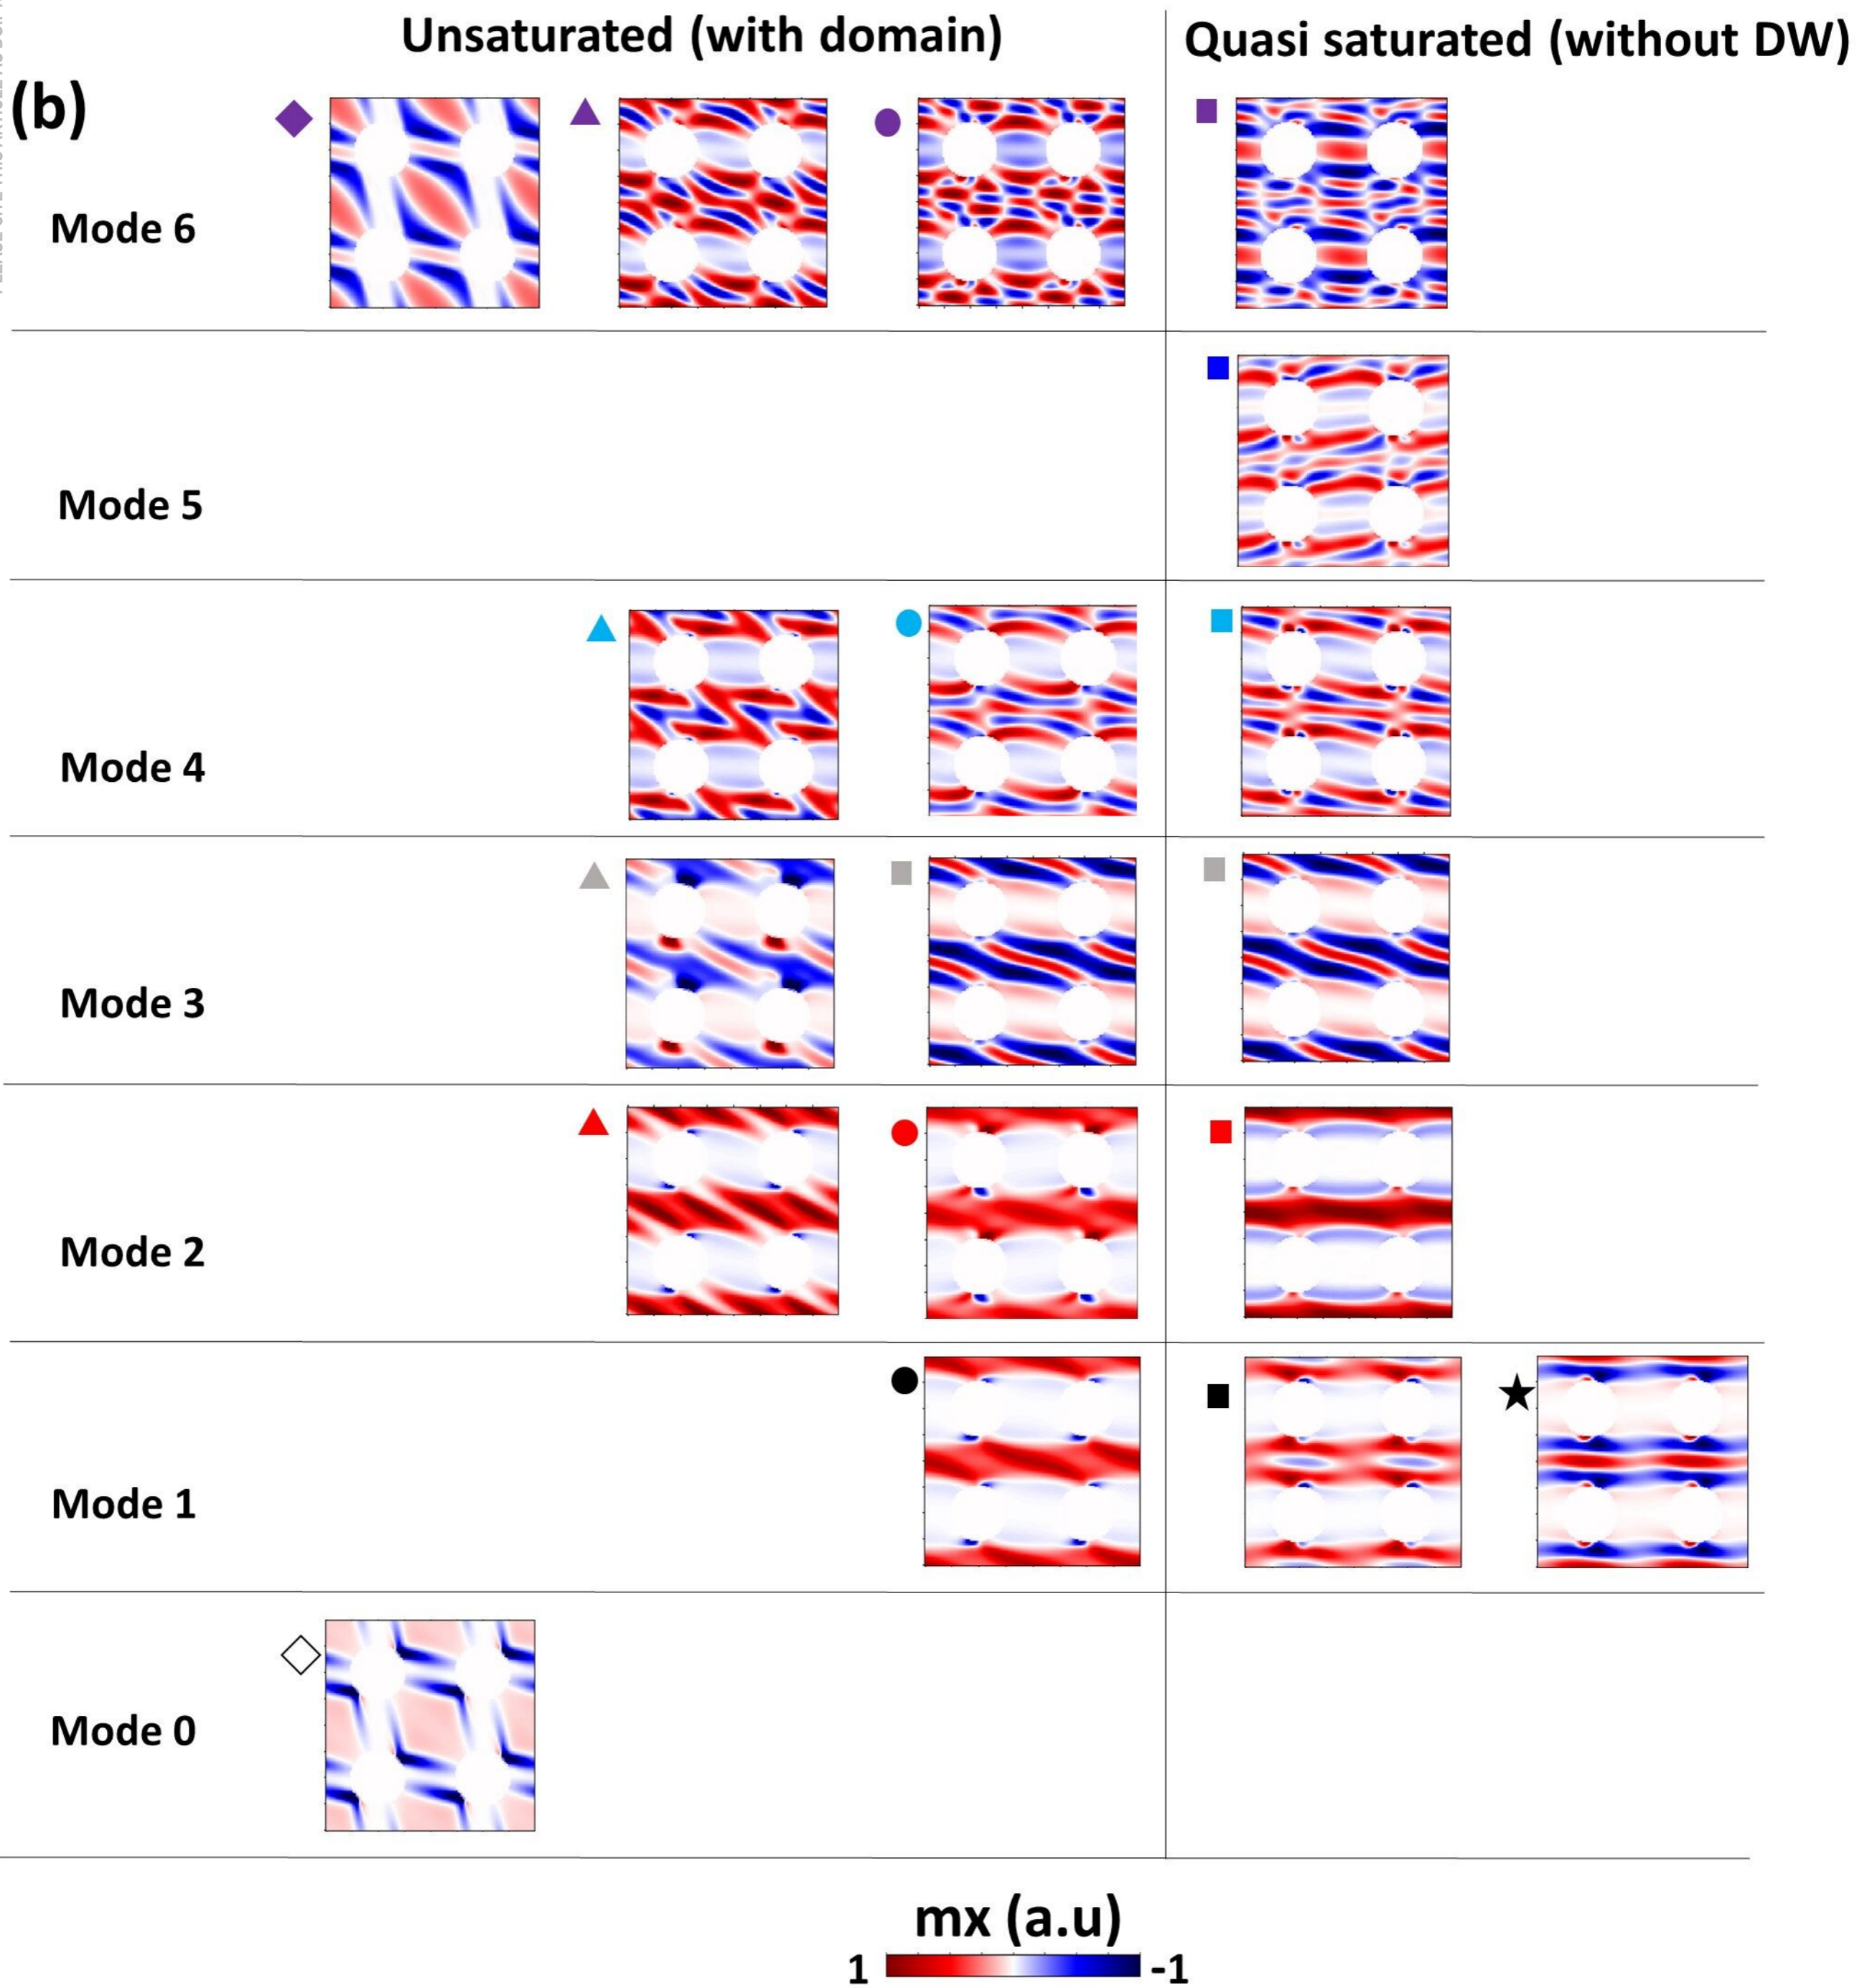 Unsaturated (with domain)
Quasi saturated (without DW)
(b)
Mode 6
Mode 5
Mode 4
Mode 3
Mode 2
Mode 1
Mode 0
mx (a.u)
1
-1